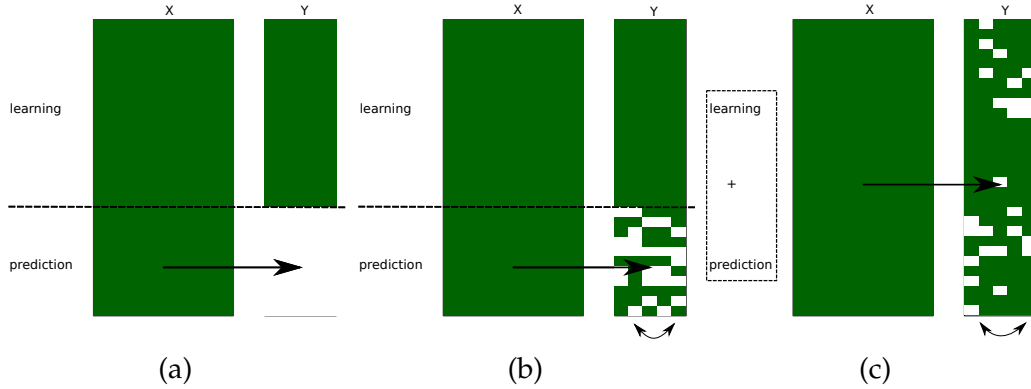 X Y
learning
prediction
(a)
X Y
learning
prediction
(b)
X Y
learning
+
prediction
(c)